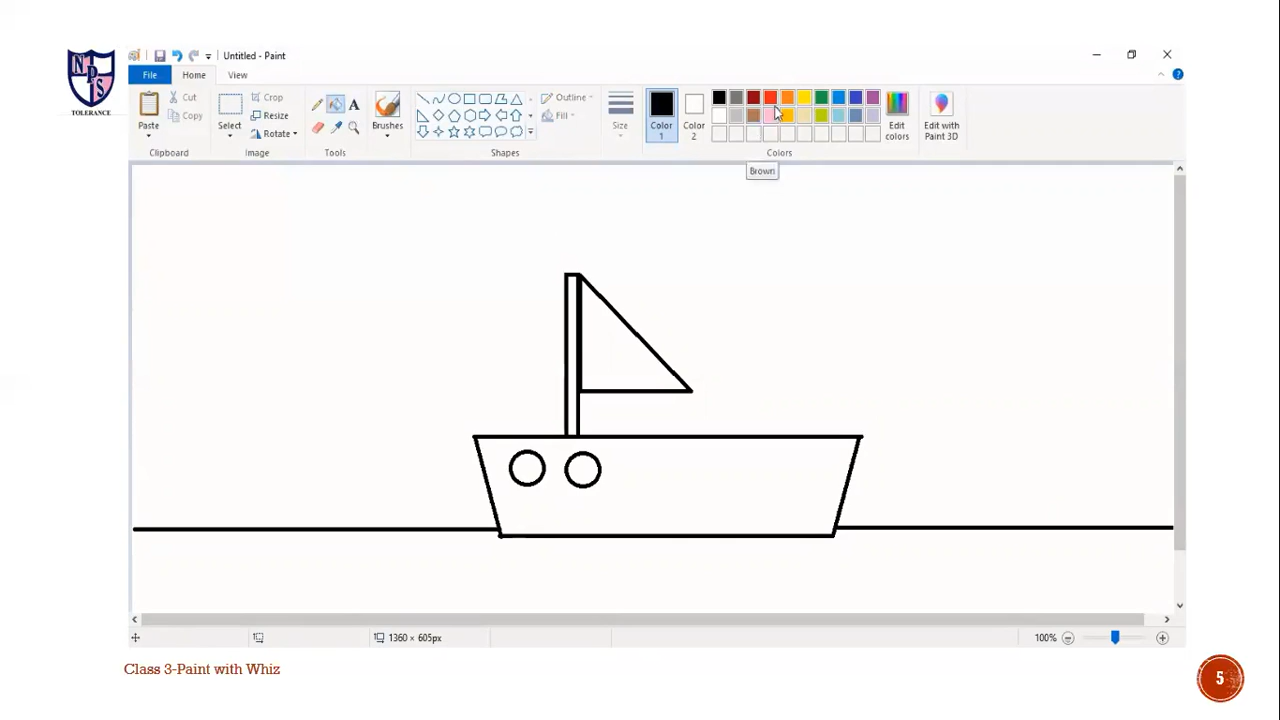 NPS
TOLERANCE
Untitled - Paint
File Home View
Paste
Cut
Copy
Clipboard
Select
Crop
Resize
Rotate
Image
A
Tools
Brushes
Outline
Fill
Shapes
Size
Color
1
Color
2
Edit
colors
Colors
Edit with
Paint 3D
Brown
1360 × 605px
100%
Class 3-Paint with Whiz
5